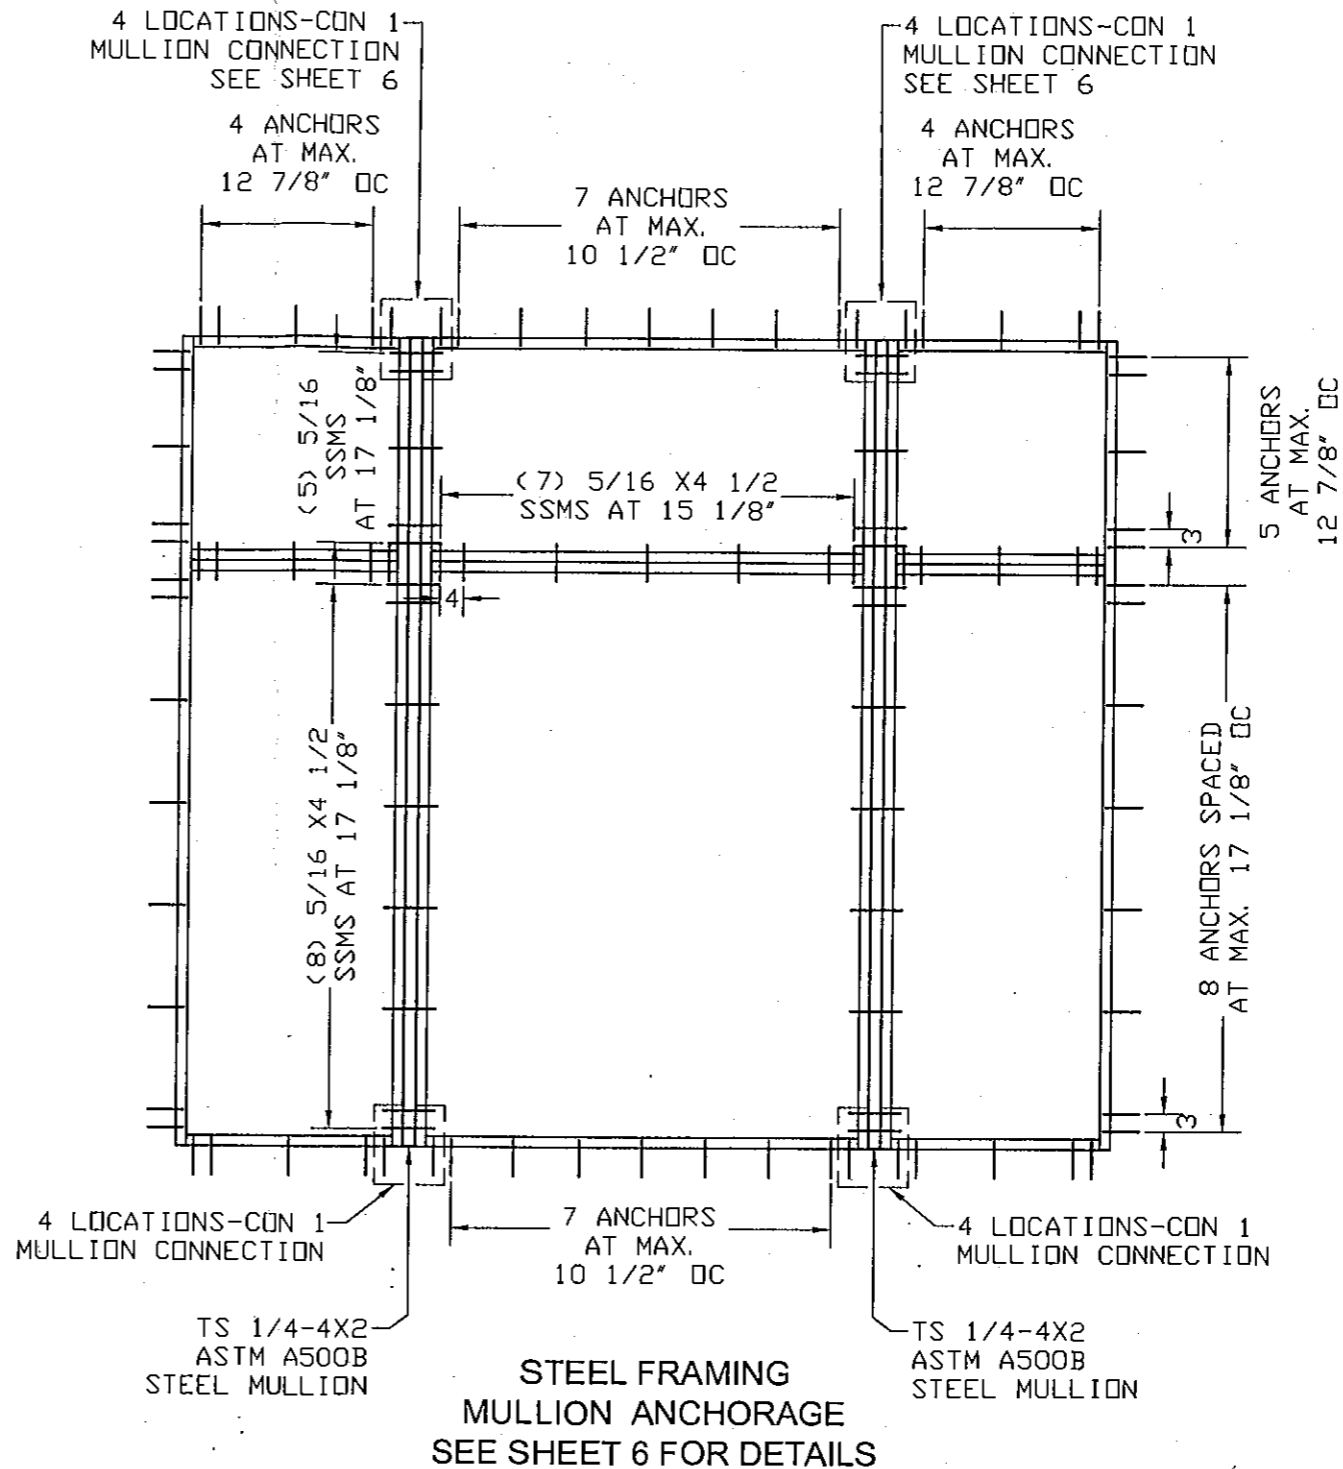 4 LOCATIONS-CON 1
MULLION CONNECTION
SEE SHEET 6
4 LOCATIONS-CON 1
MULLION CONNECTION
SEE SHEET 6
4 ANCHORS
AT MAX.
12 7/8" OC
7 ANCHORS
AT MAX.
10 1/2" OC
4 ANCHORS
AT MAX.
12 7/8" OC
(5) 5/16
SSMS
AT 17 1/8"
(7) 5/16 X4 1/2
SSMS AT 15 1/8"
5 ANCHORS
AT MAX.
12 7/8" OC
3
4
(8) 5/16 X4 1/2
SSMS AT 17 1/8"
8 ANCHORS SPACED
AT MAX. 17 1/8" OC
3
4 LOCATIONS-CON 1
MULLION CONNECTION
7 ANCHORS
AT MAX.
10 1/2" OC
4 LOCATIONS-CON 1
MULLION CONNECTION
TS 1/4-4X2
ASTM A500B
STEEL MULLION
TS 1/4-4X2
ASTM A500B
STEEL MULLION
STEEL FRAMING
MULLION ANCHORAGE
SEE SHEET 6 FOR DETAILS